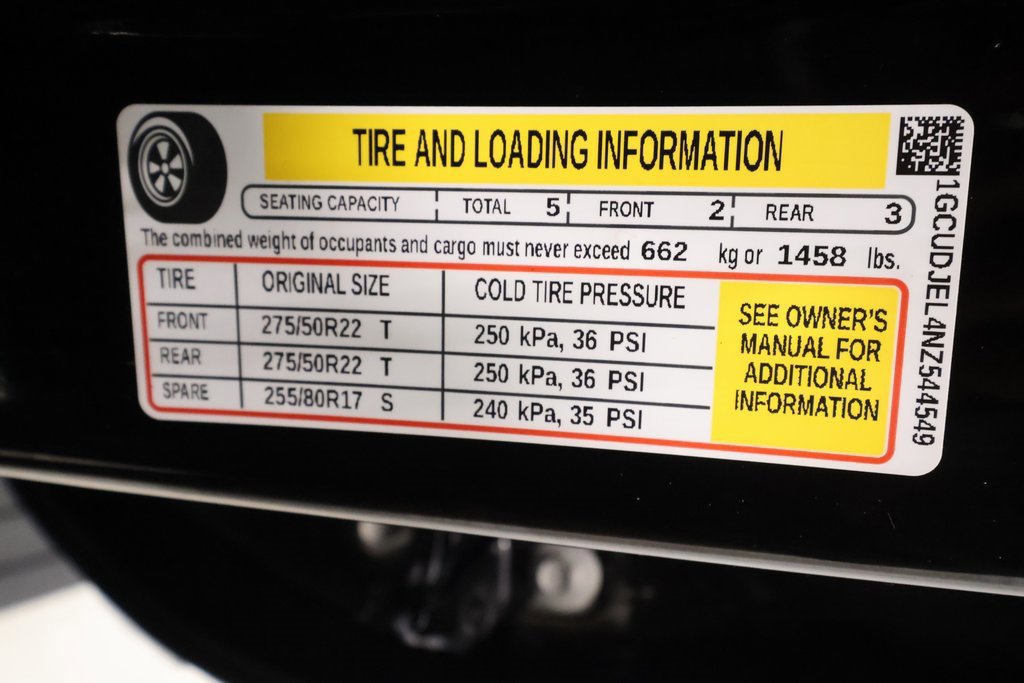 TIRE AND LOADING INFORMATION
SEATING CAPACITY TOTAL 5 FRONT 2 REAR 3
The combined weight of occupants and cargo must never exceed 662 kg or 1458 lbs.
TIRE ORIGINAL SIZE COLD TIRE PRESSURE
FRONT 275/50R22 T 250 kPa, 36 PSI
REAR 275/50R22 T 250 kPa, 36 PSI
SPARE 255/80R17 S 240 kPa, 35 PSI
SEE OWNER'S
MANUAL FOR
ADDITIONAL
INFORMATION
1GCUDJEL4NZ544549